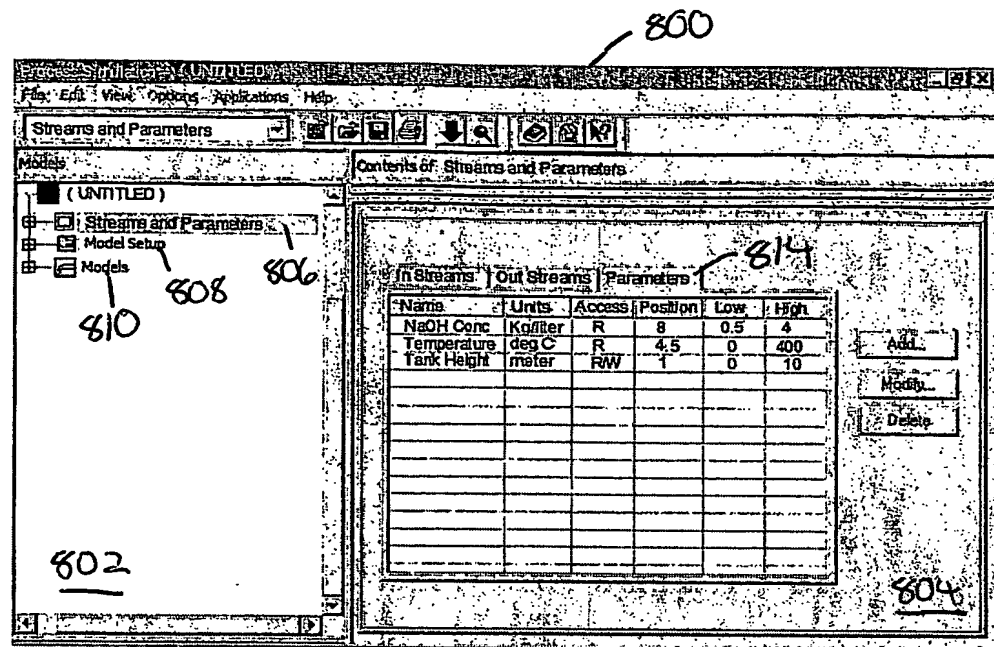 800
Process Simulator - (UNTITLED)
File Edit View Options Applications Help
Streams and Parameters
Models
Contents of: Streams and Parameters
( UNTITLED )
Streams and Parameters
Model Setup
Models
806
808
810
814
In Streams Out Streams Parameters
Name Units Access Position Low High
NaOH Conc Kg/liter R 8 0.5 4
Temperature deg C R 4.5 0 400
Tank Height meter R/W 1 0 10
Add...
Modify...
Delete
802
804